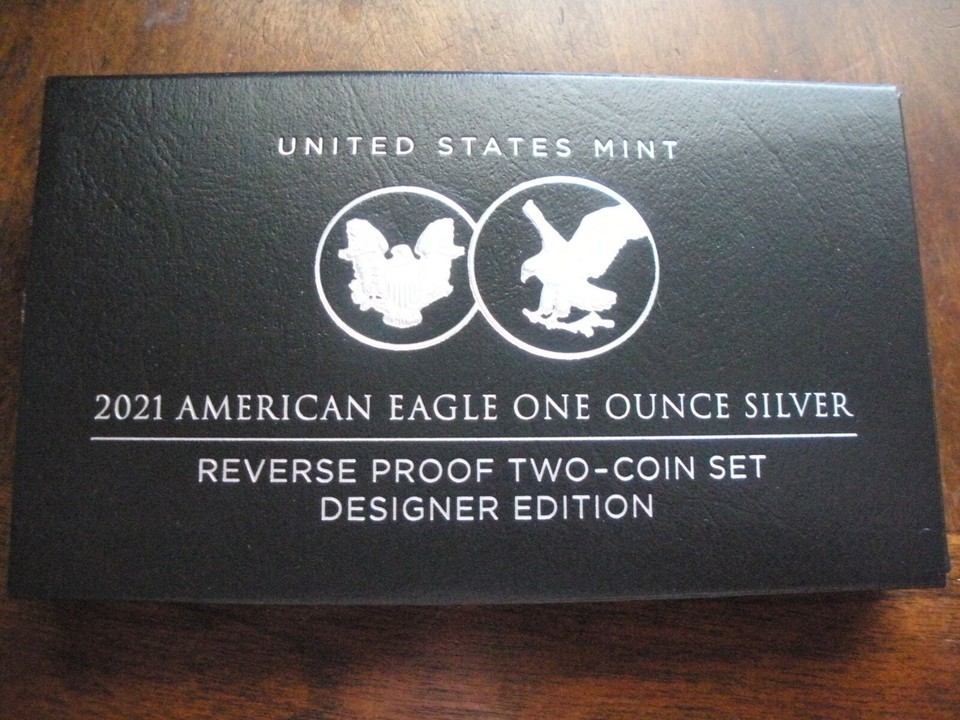 UNITED STATES MINT
2021 AMERICAN EAGLE ONE OUNCE SILVER
REVERSE PROOF TWO-COIN SET
DESIGNER EDITION